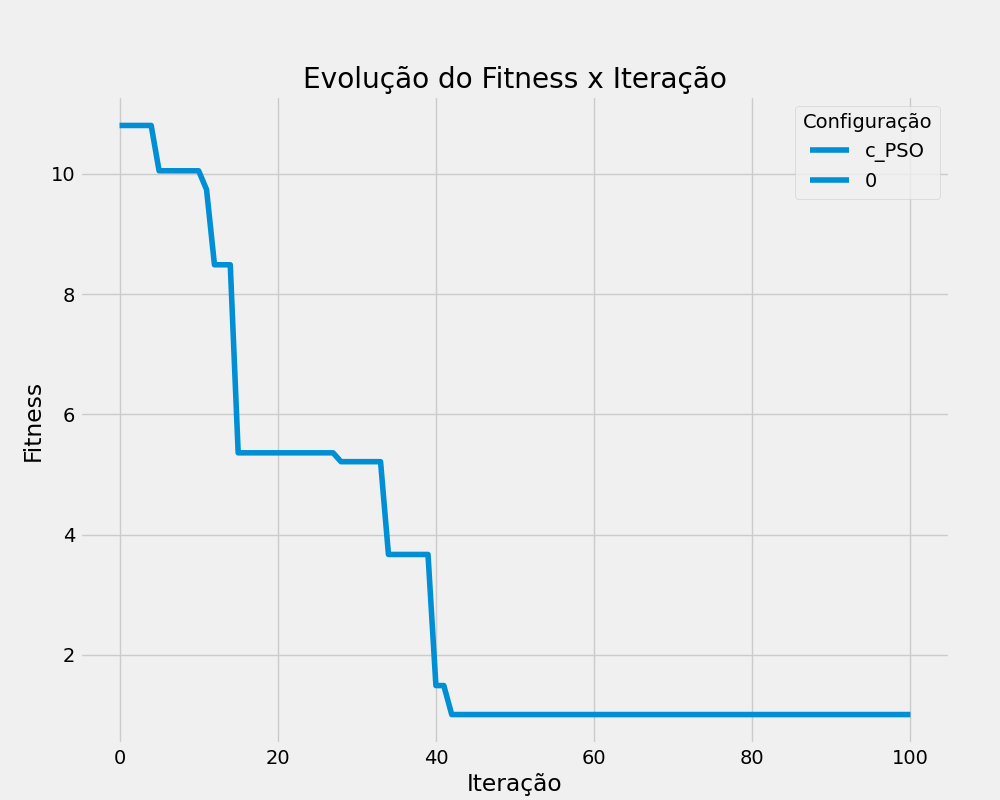 Evolução do Fitness x Iteração
Configuração
c_PSO
0
Fitness
10
8
6
4
2
0 20 40 60 80 100
Iteração